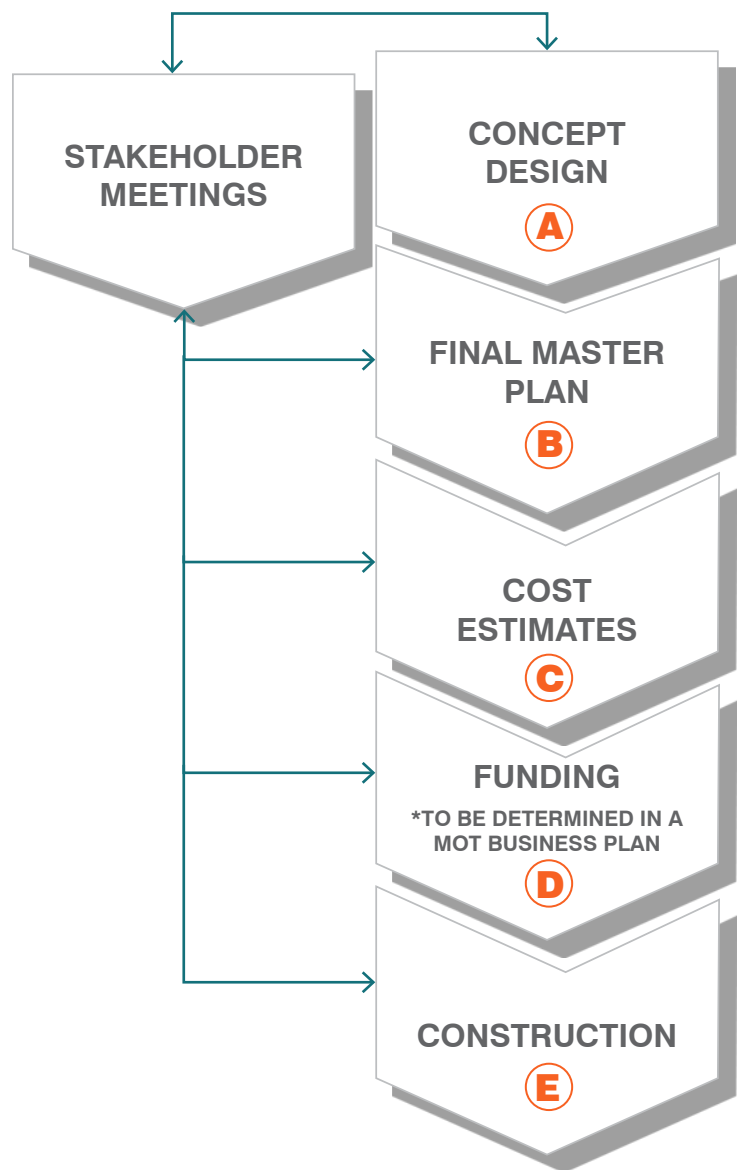 STAKEHOLDER
MEETINGS
CONCEPT
DESIGN
A
FINAL MASTER
PLAN
B
COST
ESTIMATES
C
FUNDING
*TO BE DETERMINED IN A
MOT BUSINESS PLAN
D
CONSTRUCTION
E